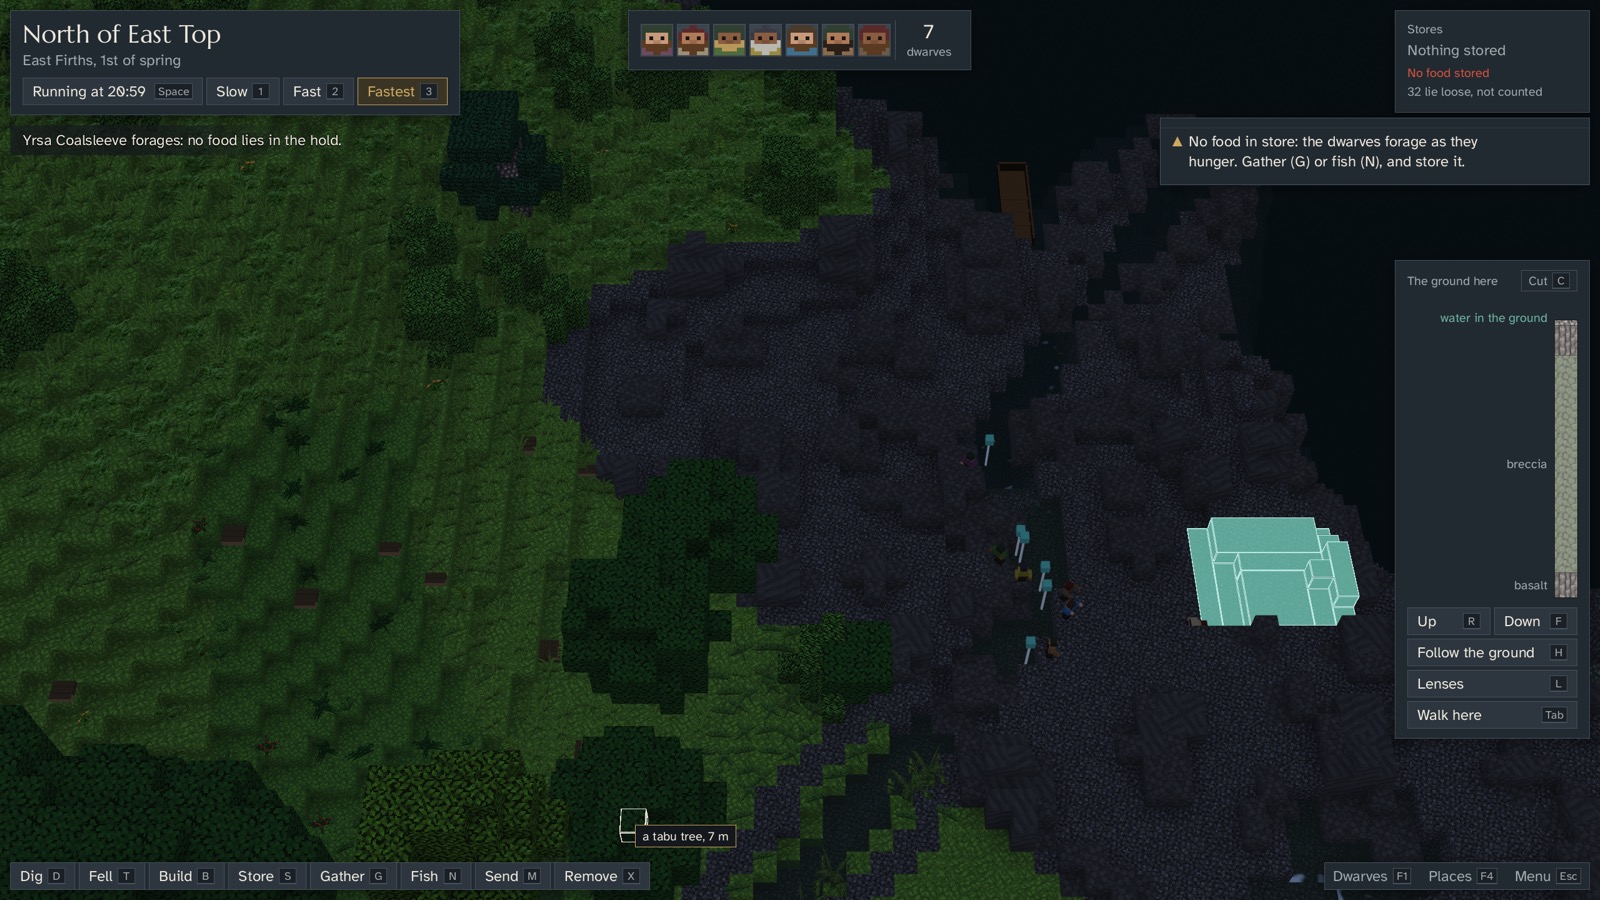 North of East Top
East Firths, 1st of spring
Running at 20:59 Space
Slow 1
Fast 2
Fastest 3
Yrsa Coalsleeve forages: no food lies in the hold.
7
dwarves
Stores
Nothing stored
No food stored
32 lie loose, not counted
No food in store: the dwarves forage as they
hunger. Gather (G) or fish (N), and store it.
The ground here
Cut C
water in the ground
breccia
basalt
Up R
Down F
Follow the ground H
Lenses L
Walk here Tab
a tabu tree, 7 m
Dig D
Fell T
Build B
Store S
Gather G
Fish N
Send M
Remove X
Dwarves F1
Places F4
Menu Esc